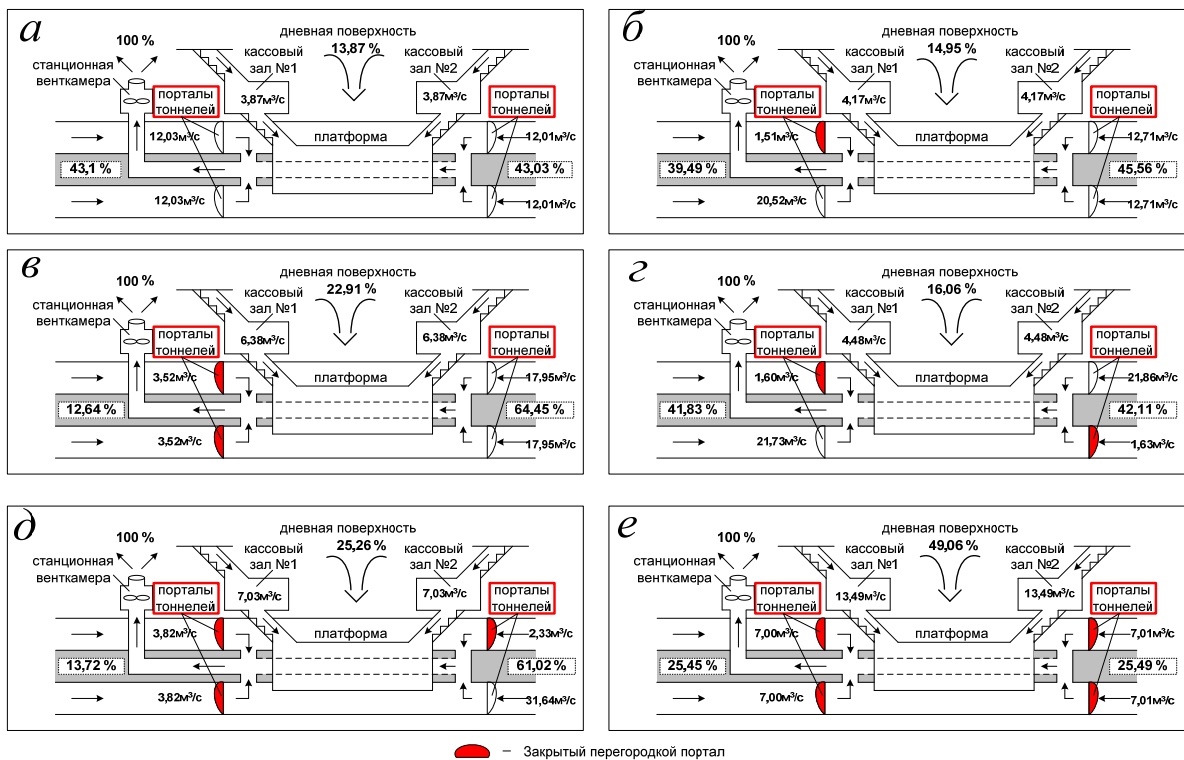 а
дневная поверхность
100 %
13,87 %
станционная
венткамера
кассовый
зал №1
кассовый
зал №2
порталы
тоннелей
3,87м³/с
3,87м³/с
порталы
тоннелей
12,03м³/с
платформа
12,01м³/с
43,1 %
43,03 %
12,03м³/с
12,01м³/с
б
дневная поверхность
100 %
14,95 %
станционная
венткамера
кассовый
зал №1
кассовый
зал №2
порталы
тоннелей
4,17м³/с
4,17м³/с
порталы
тоннелей
1,51м³/с
платформа
12,71м³/с
39,49 %
45,56 %
20,52м³/с
12,71м³/с
в
дневная поверхность
100 %
22,91 %
станционная
венткамера
кассовый
зал №1
кассовый
зал №2
порталы
тоннелей
6,38м³/с
6,38м³/с
порталы
тоннелей
3,52м³/с
платформа
17,95м³/с
12,64 %
64,45 %
3,52м³/с
17,95м³/с
г
дневная поверхность
100 %
16,06 %
станционная
венткамера
кассовый
зал №1
кассовый
зал №2
порталы
тоннелей
4,48м³/с
4,48м³/с
порталы
тоннелей
1,60м³/с
платформа
21,86м³/с
41,83 %
42,11 %
21,73м³/с
1,63м³/с
д
дневная поверхность
100 %
25,26 %
станционная
венткамера
кассовый
зал №1
кассовый
зал №2
порталы
тоннелей
7,03м³/с
7,03м³/с
порталы
тоннелей
3,82м³/с
платформа
2,33м³/с
13,72 %
61,02 %
3,82м³/с
31,64м³/с
е
дневная поверхность
100 %
49,06 %
станционная
венткамера
кассовый
зал №1
кассовый
зал №2
порталы
тоннелей
13,49м³/с
13,49м³/с
порталы
тоннелей
7,00м³/с
платформа
7,01м³/с
25,45 %
25,49 %
7,00м³/с
7,01м³/с
– Закрытый перегородкой портал